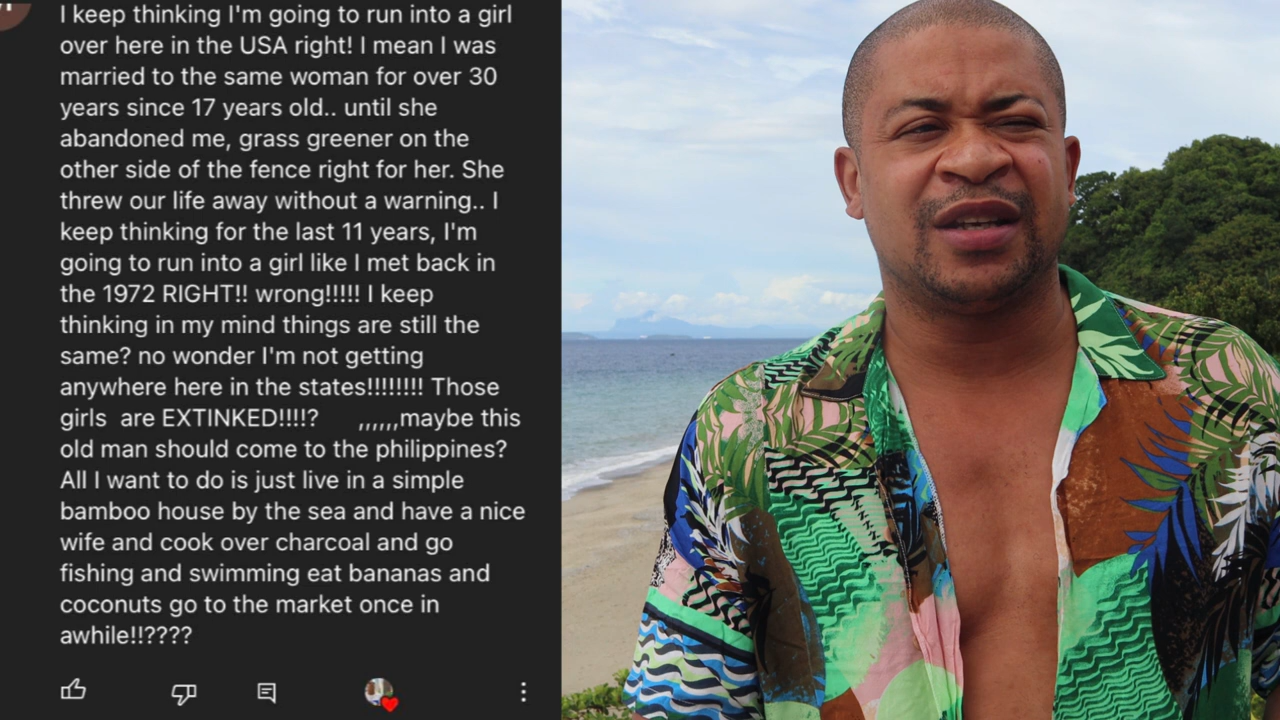 I keep thinking I'm going to run into a girl
over here in the USA right! I mean I was
married to the same woman for over 30
years since 17 years old.. until she
abandoned me, grass greener on the
other side of the fence right for her. She
threw our life away without a warning.. I
keep thinking for the last 11 years, I'm
going to run into a girl like I met back in
the 1972 RIGHT!! wrong!!!!! I keep
thinking in my mind things are still the
same? no wonder I'm not getting
anywhere here in the states!!!!!!!! Those
girls  are EXTINKED!!!!?      ,,,,,,maybe this
old man should come to the philippines?
All I want to do is just live in a simple
bamboo house by the sea and have a nice
wife and cook over charcoal and go
fishing and swimming eat bananas and
coconuts go to the market once in
awhile!!????